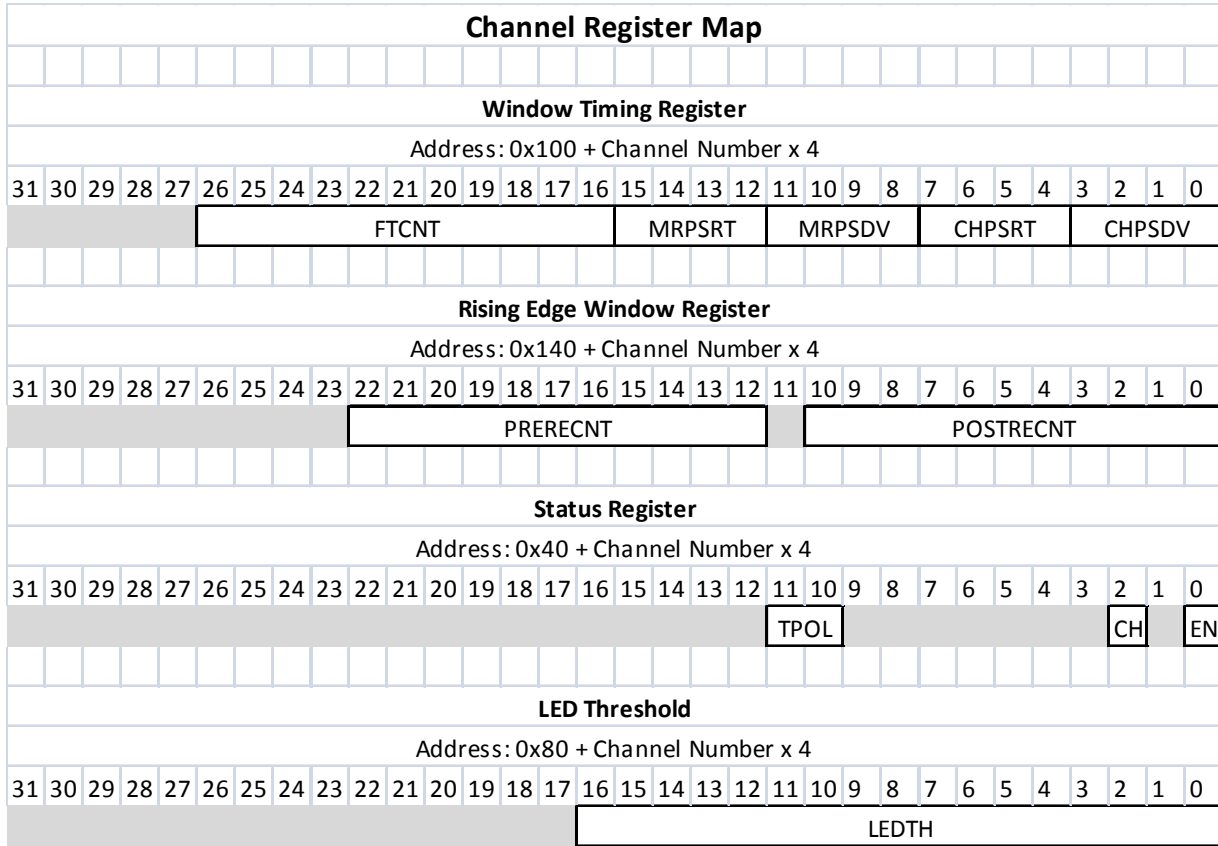 Channel Register Map
Window Timing Register
Address: 0x100 + Channel Number x 4
31 30 29 28 27 26 25 24 23 22 21 20 19 18 17 16 15 14 13 12 11 10 9 8 7 6 5 4 3 2 1 0
FTCNT MRPSRT MRPSDV CHPSRT CHPSDV
Rising Edge Window Register
Address: 0x140 + Channel Number x 4
31 30 29 28 27 26 25 24 23 22 21 20 19 18 17 16 15 14 13 12 11 10 9 8 7 6 5 4 3 2 1 0
PRERECNT POSTRECNT
Status Register
Address: 0x40 + Channel Number x 4
31 30 29 28 27 26 25 24 23 22 21 20 19 18 17 16 15 14 13 12 11 10 9 8 7 6 5 4 3 2 1 0
TPOL CH EN
LED Threshold
Address: 0x80 + Channel Number x 4
31 30 29 28 27 26 25 24 23 22 21 20 19 18 17 16 15 14 13 12 11 10 9 8 7 6 5 4 3 2 1 0
LEDTH